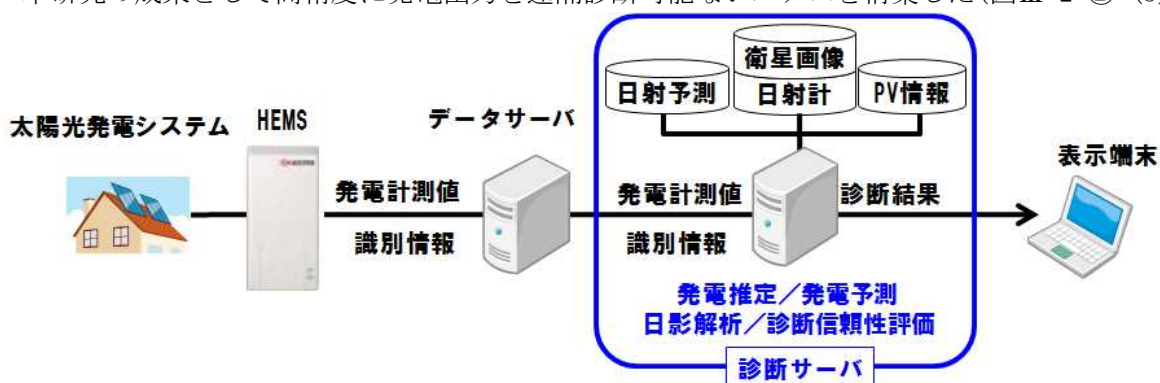 衛星画像
日射予測
日射計
PV情報
太陽光発電システム
HEMS
データサーバ
表示端末
発電計測値
識別情報
発電計測値
識別情報
診断結果
発電推定／発電予測
日影解析／診断信頼性評価
診断サーバ